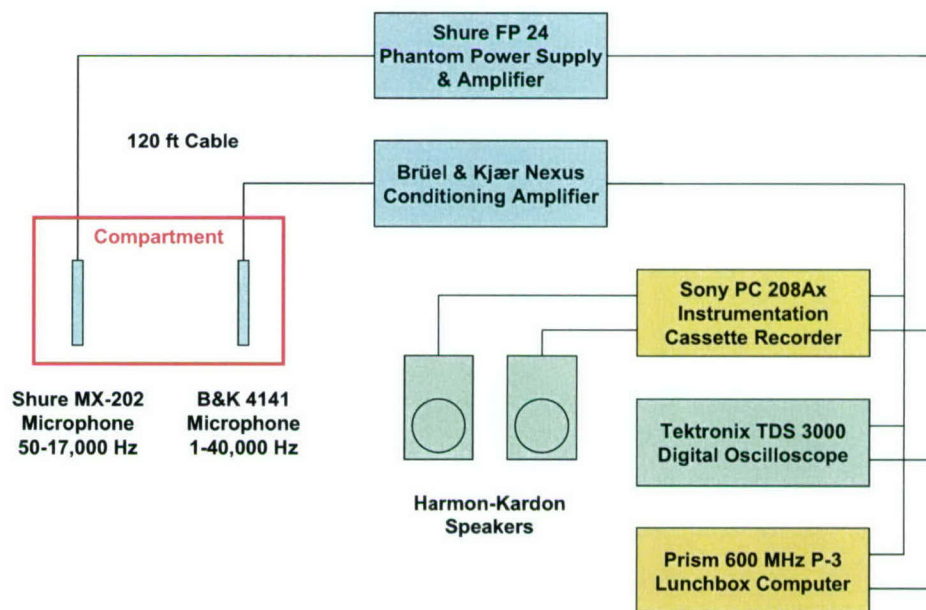 Shure FP 24
Phantom Power Supply
& Amplifier
120 ft Cable
Brüel & Kjær Nexus
Conditioning Amplifier
Compartment
Sony PC 208Ax
Instrumentation
Cassette Recorder
Shure MX-202
Microphone
50-17,000 Hz
B&K 4141
Microphone
1-40,000 Hz
Tektronix TDS 3000
Digital Oscilloscope
Harmon-Kardon
Speakers
Prism 600 MHz P-3
Lunchbox Computer